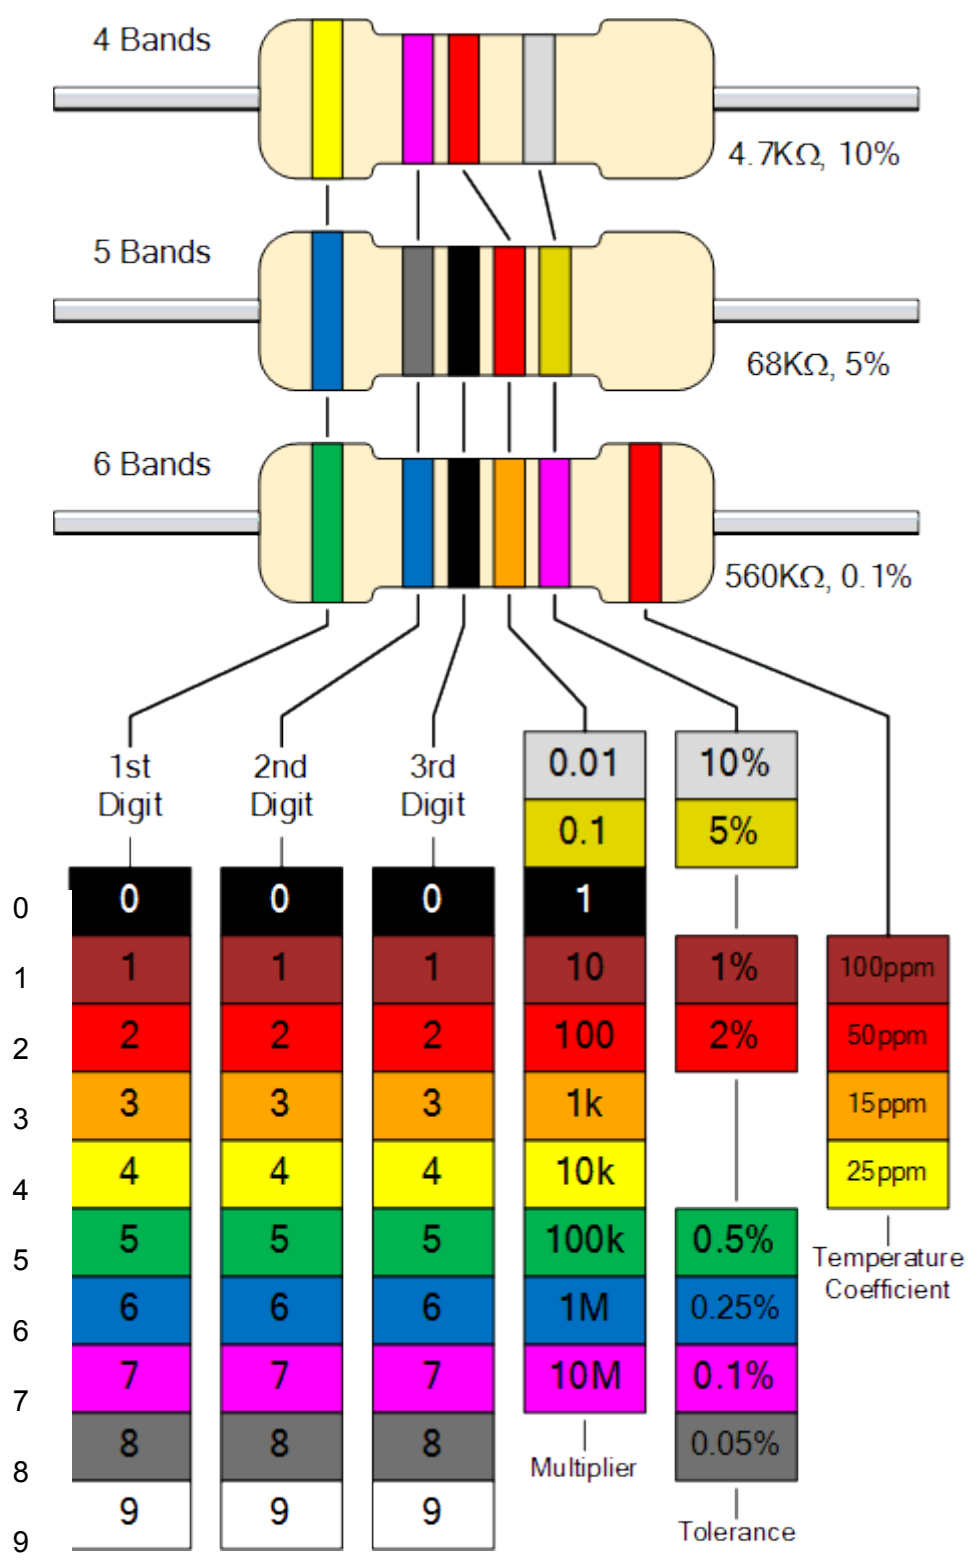 4 Bands
4.7KΩ, 10%
5 Bands
68KΩ, 5%
6 Bands
560KΩ, 0.1%
1st
Digit
2nd
Digit
3rd
Digit
0.01
10%
0.1
5%
0 0 0 0 1
1 1 1 1 10 1% 100ppm
2 2 2 2 100 2% 50ppm
3 3 3 3 1k 15ppm
4 4 4 4 10k 25ppm
5 5 5 5 100k 0.5%
Temperature
Coefficient
6 6 6 6 1M 0.25%
7 7 7 7 10M 0.1%
8 8 8 8 0.05%
Multiplier
9 9 9 9
Tolerance